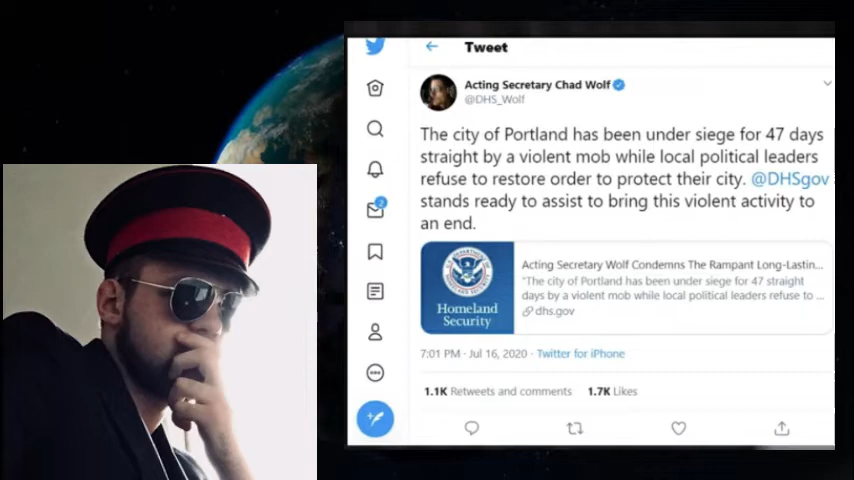 Tweet
Acting Secretary Chad Wolf
@DHS_Wolf
The city of Portland has been under siege for 47 days
straight by a violent mob while local political leaders
refuse to restore order to protect their city. @DHSgov
stands ready to assist to bring this violent activity to
an end.
Acting Secretary Wolf Condemns The Rampant Long-Lastin...
"The city of Portland has been under siege for 47 straight
days by a violent mob while local political leaders refuse to ...
dhs.gov
Homeland
Security
7:01 PM · Jul 16, 2020 · Twitter for iPhone
1.1K Retweets and comments 1.7K Likes
2